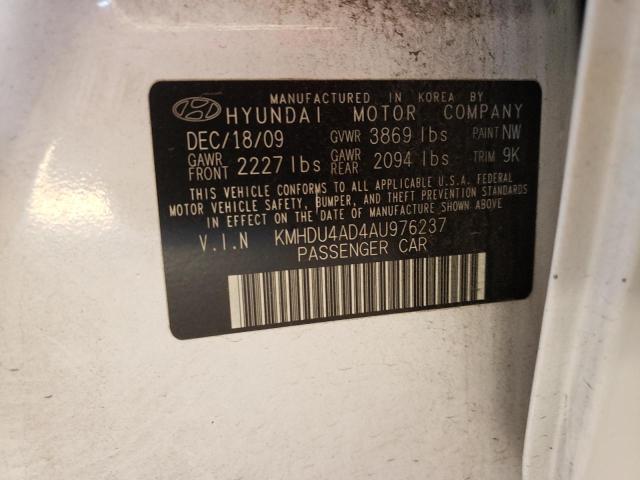 MANUFACTURED IN KOREA BY
HYUNDAI MOTOR COMPANY
DEC/18/09 GVWR 3869 lbs PAINT NW
GAWR FRONT 2227 lbs GAWR REAR 2094 lbs TRIM 9K
THIS VEHICLE CONFORMS TO ALL APPLICABLE U.S.A. FEDERAL
MOTOR VEHICLE SAFETY, BUMPER, AND THEFT PREVENTION STANDARDS
IN EFFECT ON THE DATE OF MANUFACTURE SHOWN ABOVE.
V.I.N KMHDU4AD4AU976237
PASSENGER CAR